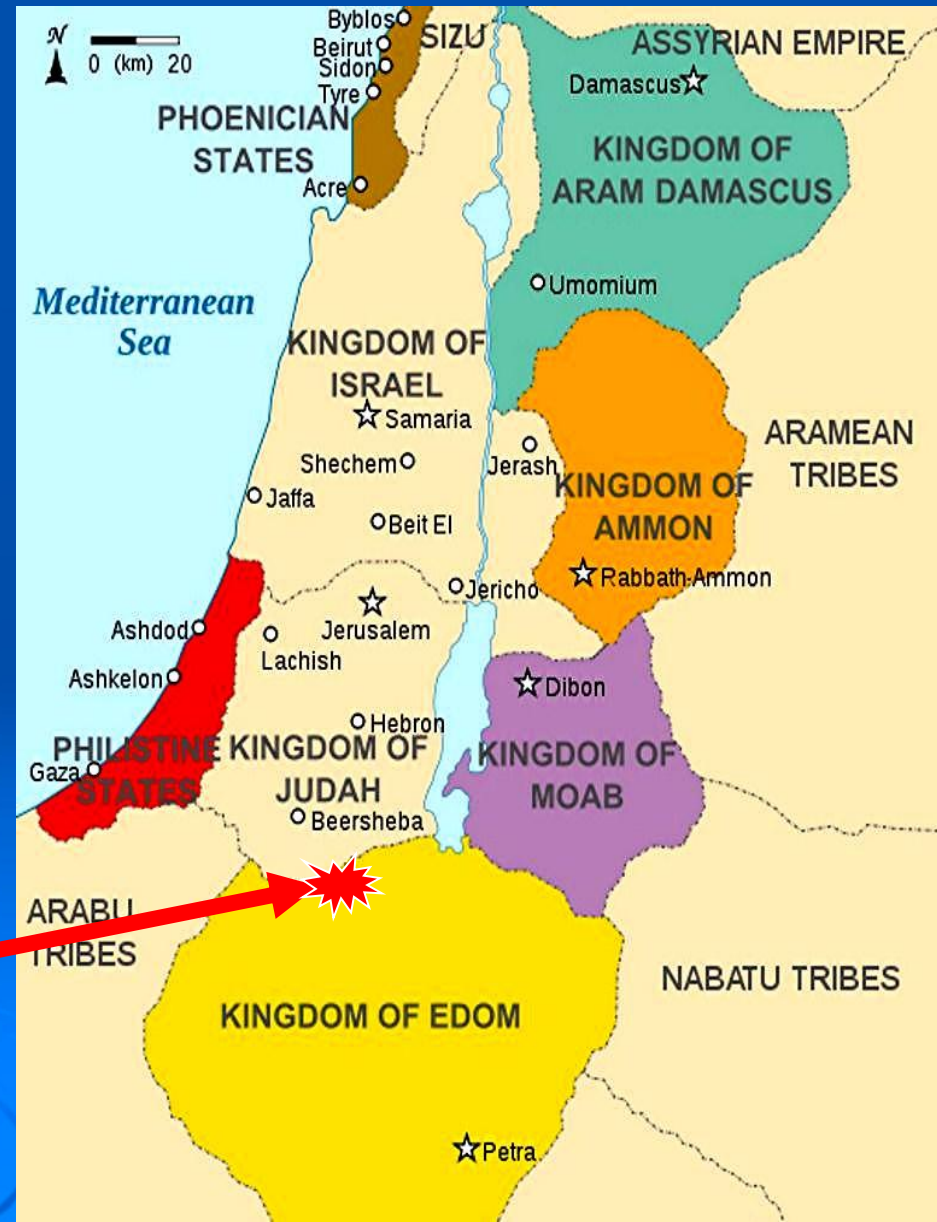 N
0 (km) 20
Byblos
Beirut
Sidon
Tyre
SIZU
ASSYRIAN EMPIRE
Damascus
PHOENICIAN
STATES
KINGDOM OF
ARAM DAMASCUS
Acre
Umomium
Mediterranean
Sea
KINGDOM OF
ISRAEL
Samaria
Shechem
Jerash
ARAMEAN
TRIBES
KINGDOM OF
AMMON
Jaffa
Beit El
Rabbath-Ammon
Jericho
Jerusalem
Ashdod
Lachish
Ashkelon
Dibon
Hebron
PHILISTINE
STATES
Gaza
KINGDOM OF
JUDAH
KINGDOM OF
MOAB
Beersheba
ARABU
TRIBES
NABATU TRIBES
KINGDOM OF EDOM
Petra